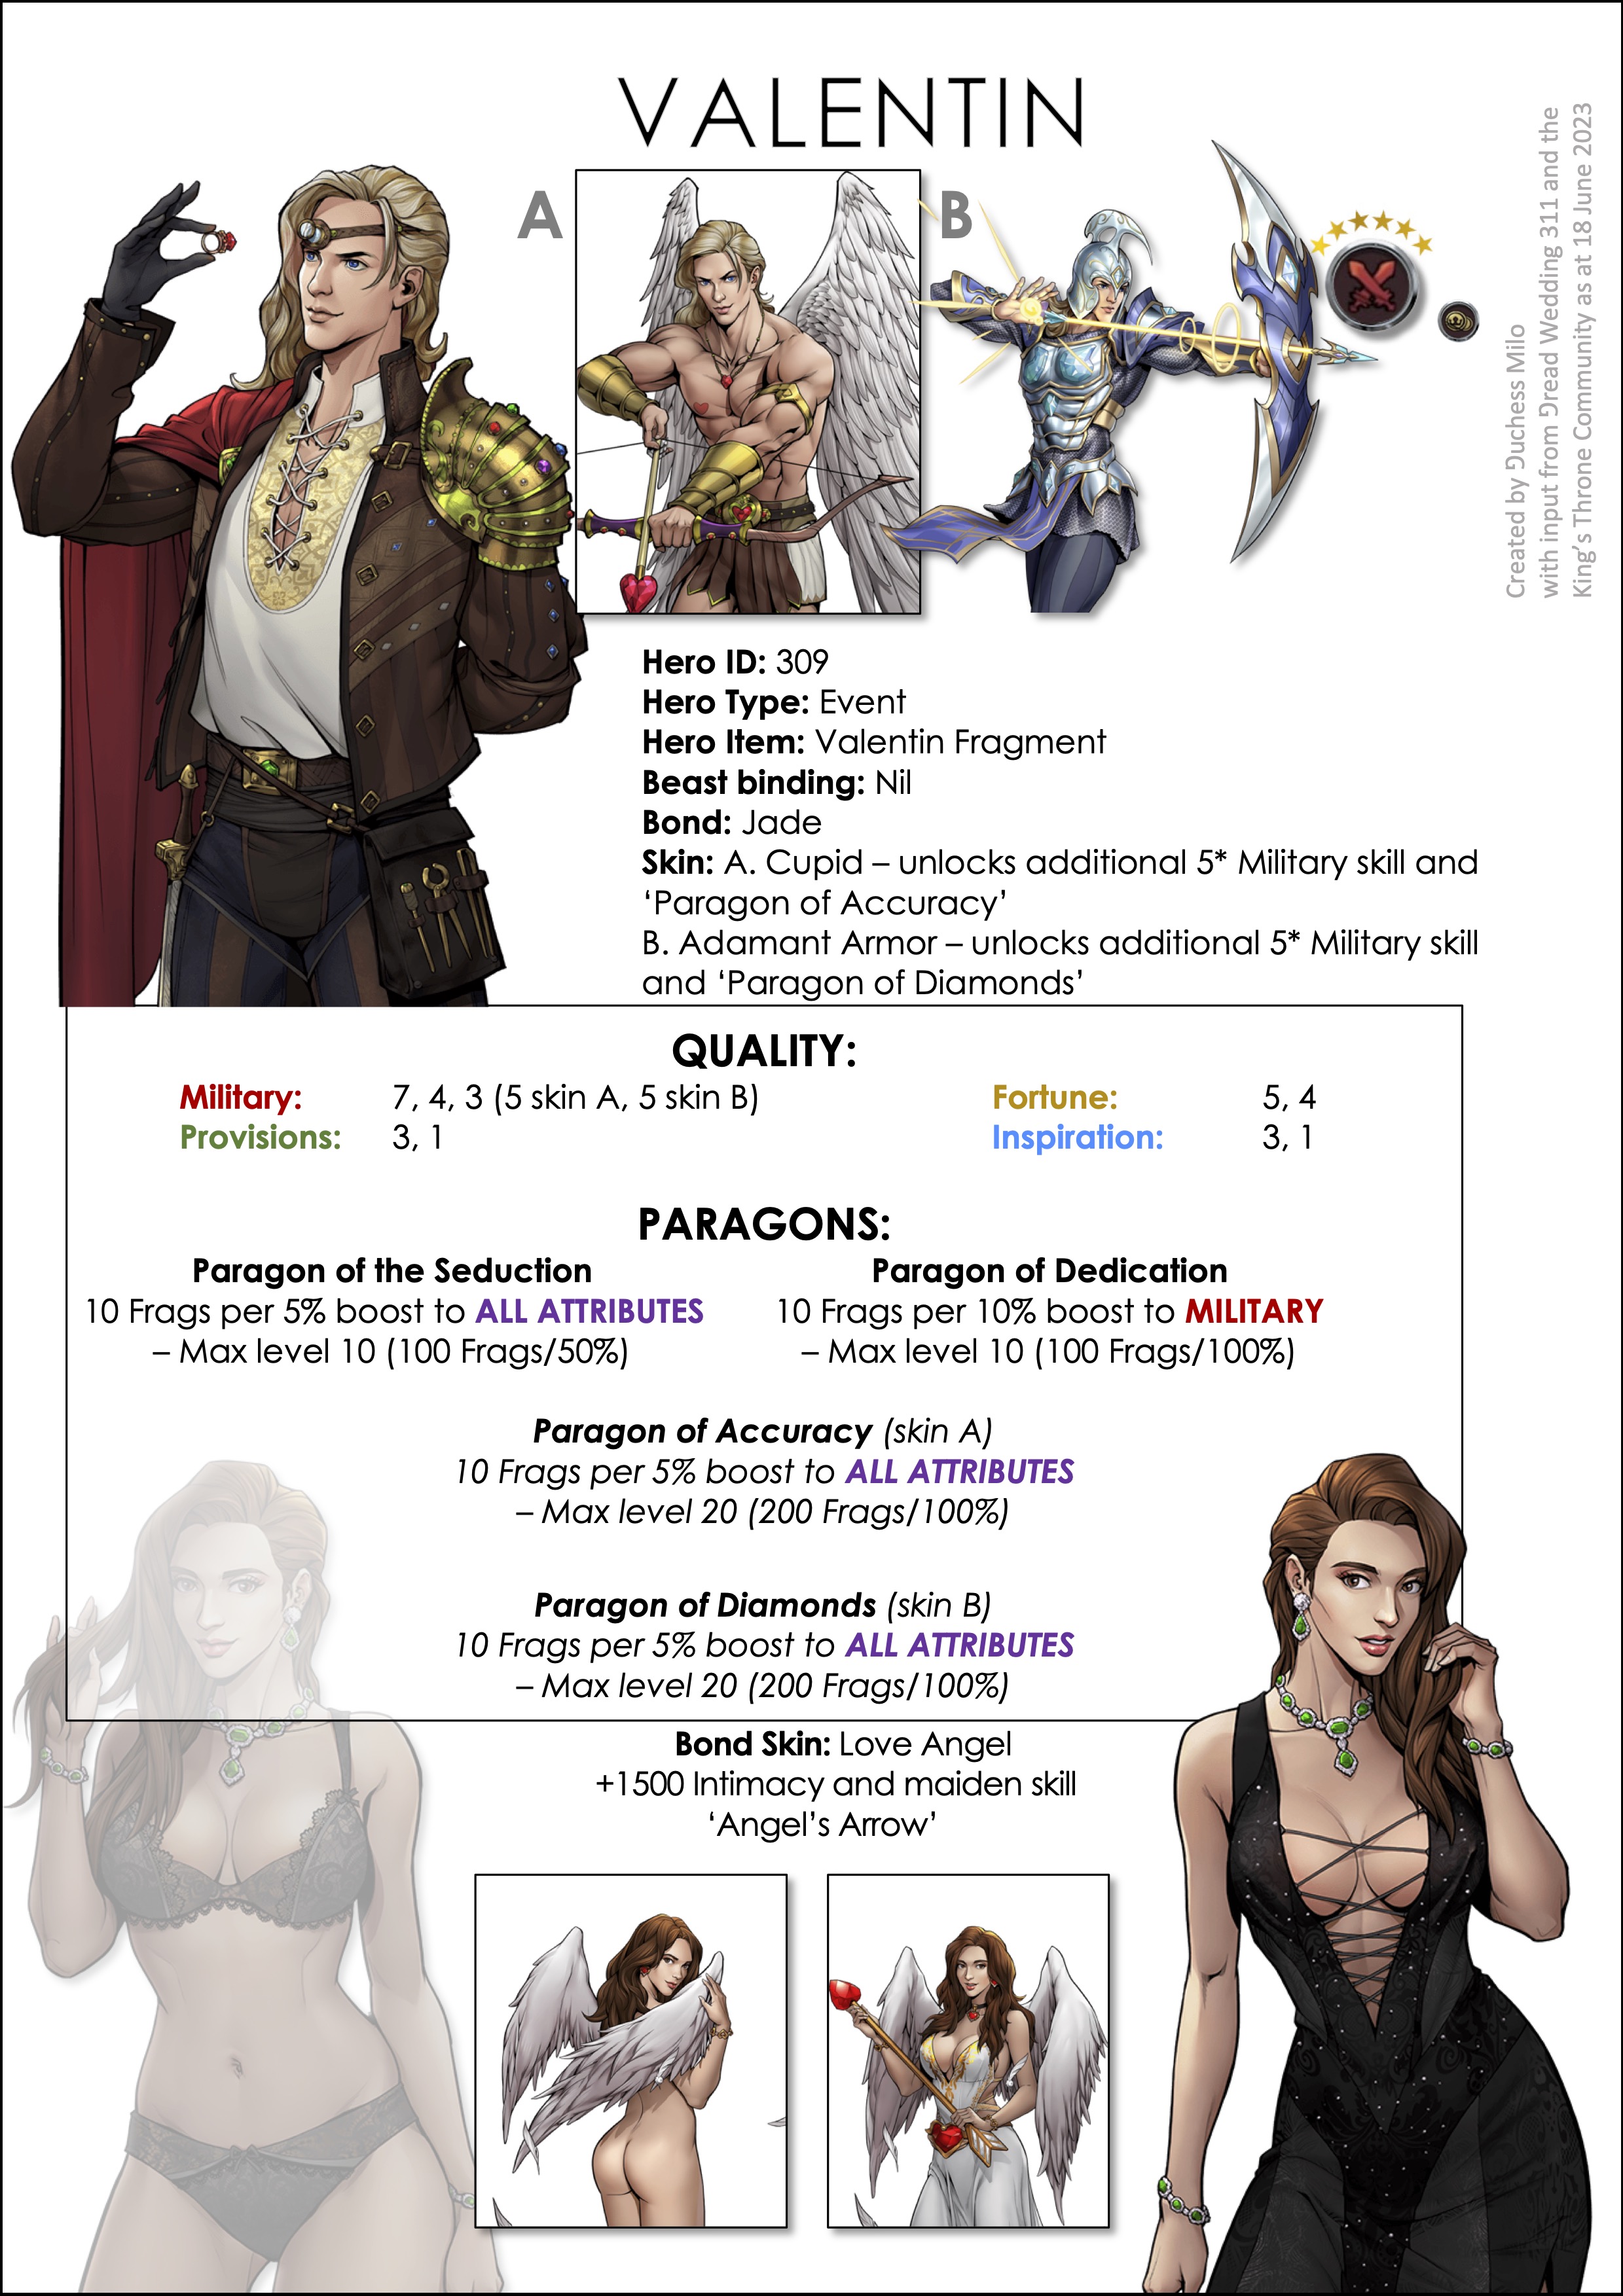 VALENTIN
A
B
Created by Duchess Milo
with input from Dread Wedding 311 and the
King's Throne Community as at 18 June 2023
Hero ID: 309
Hero Type: Event
Hero Item: Valentin Fragment
Beast binding: Nil
Bond: Jade
Skin: A. Cupid – unlocks additional 5* Military skill and
‘Paragon of Accuracy’
B. Adamant Armor – unlocks additional 5* Military skill
and ‘Paragon of Diamonds’
QUALITY:
Military: 7, 4, 3 (5 skin A, 5 skin B) Fortune: 5, 4
Provisions: 3, 1 Inspiration: 3, 1
PARAGONS:
Paragon of the Seduction Paragon of Dedication
10 Frags per 5% boost to ALL ATTRIBUTES 10 Frags per 10% boost to MILITARY
– Max level 10 (100 Frags/50%) – Max level 10 (100 Frags/100%)
Paragon of Accuracy (skin A)
10 Frags per 5% boost to ALL ATTRIBUTES
– Max level 20 (200 Frags/100%)
Paragon of Diamonds (skin B)
10 Frags per 5% boost to ALL ATTRIBUTES
– Max level 20 (200 Frags/100%)
Bond Skin: Love Angel
+1500 Intimacy and maiden skill
‘Angel’s Arrow’